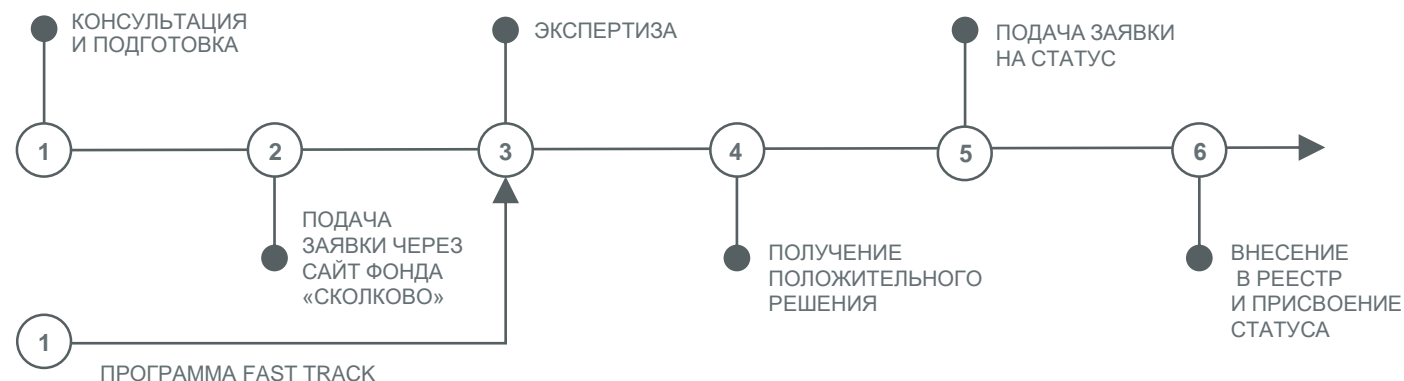 КОНСУЛЬТАЦИЯ
И ПОДГОТОВКА
ЭКСПЕРТИЗА
ПОДАЧА ЗАЯВКИ
НА СТАТУС
1
2
3
4
5
6
ПОДАЧА
ЗАЯВКИ ЧЕРЕЗ
САЙТ ФОНДА
«СКОЛКОВО»
ПОЛУЧЕНИЕ
ПОЛОЖИТЕЛЬНОГО
РЕШЕНИЯ
ВНЕСЕНИЕ
В РЕЕСТР
И ПРИСВОЕНИЕ
СТАТУСА
1
ПРОГРАММА FAST TRACK